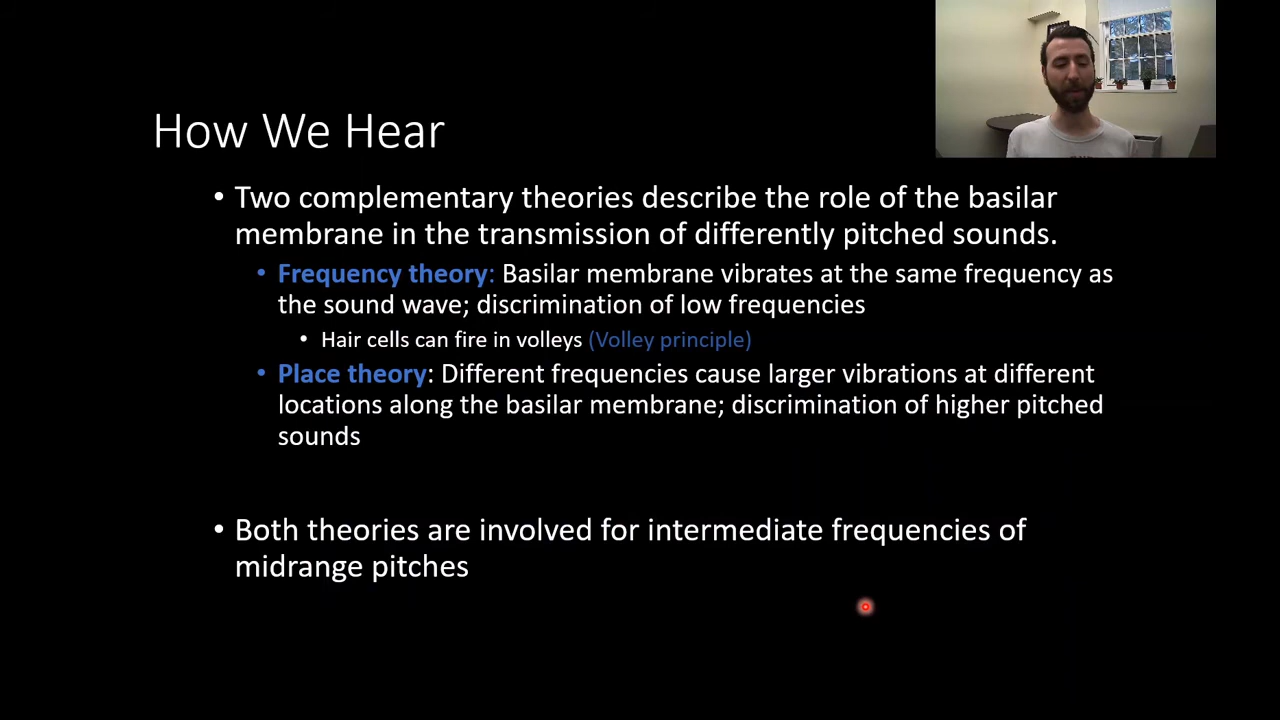 How We Hear
• Two complementary theories describe the role of the basilar
membrane in the transmission of differently pitched sounds.
• Frequency theory: Basilar membrane vibrates at the same frequency as
the sound wave; discrimination of low frequencies
• Hair cells can fire in volleys (Volley principle)
• Place theory: Different frequencies cause larger vibrations at different
locations along the basilar membrane; discrimination of higher pitched
sounds
• Both theories are involved for intermediate frequencies of
midrange pitches